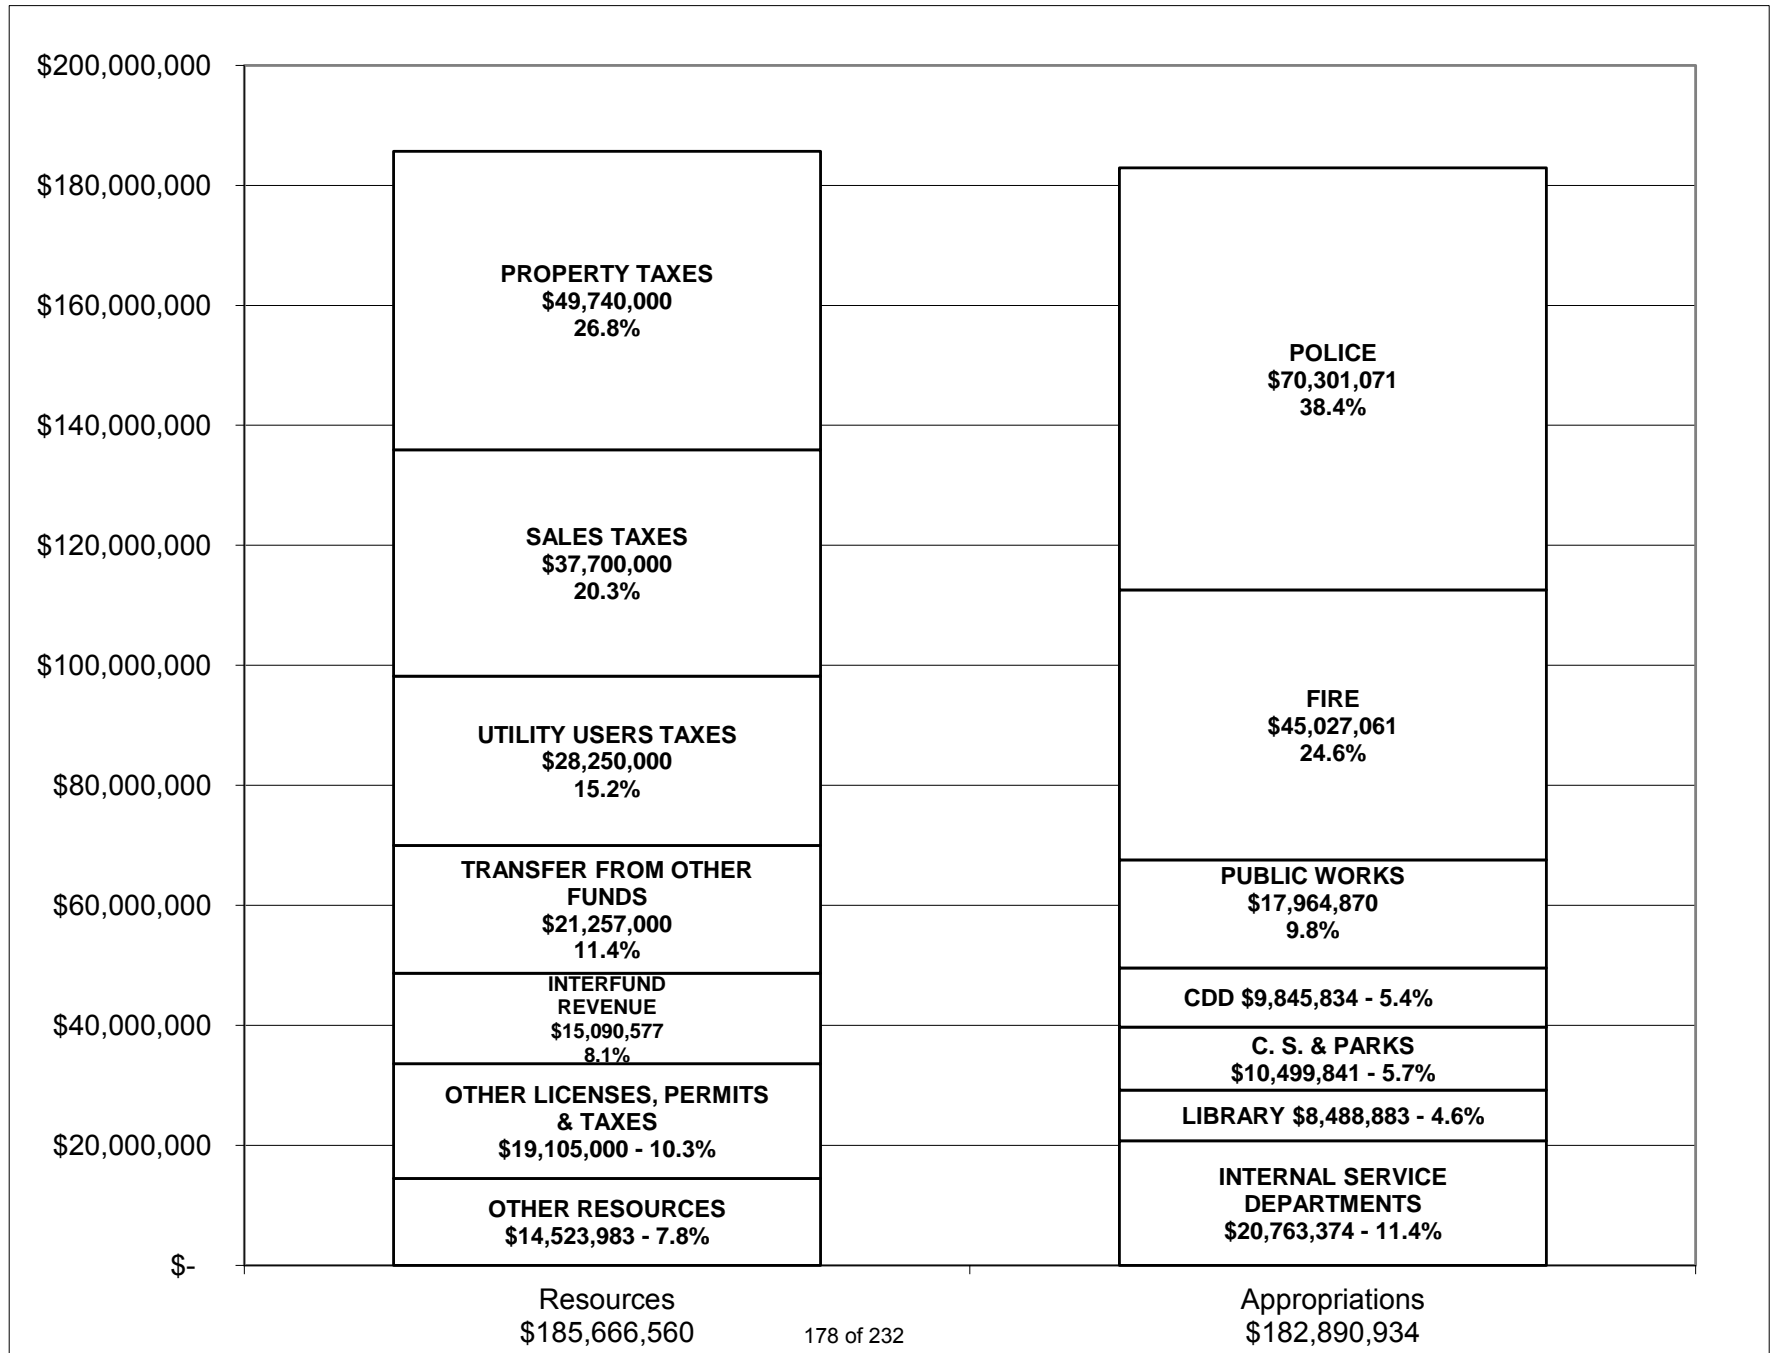 $200,000,000
$180,000,000
$160,000,000
$140,000,000
$120,000,000
$100,000,000
$80,000,000
$60,000,000
$40,000,000
$20,000,000
$-
PROPERTY TAXES
$49,740,000
26.8%
SALES TAXES
$37,700,000
20.3%
UTILITY USERS TAXES
$28,250,000
15.2%
TRANSFER FROM OTHER
FUNDS
$21,257,000
11.4%
INTERFUND
REVENUE
$15,090,577
8.1%
OTHER LICENSES, PERMITS
& TAXES
$19,105,000 - 10.3%
OTHER RESOURCES
$14,523,983 - 7.8%
POLICE
$70,301,071
38.4%
FIRE
$45,027,061
24.6%
PUBLIC WORKS
$17,964,870
9.8%
CDD $9,845,834 - 5.4%
C. S. & PARKS
$10,499,841 - 5.7%
LIBRARY $8,488,883 - 4.6%
INTERNAL SERVICE
DEPARTMENTS
$20,763,374 - 11.4%
Resources
$185,666,560
Appropriations
$182,890,934
178 of 232